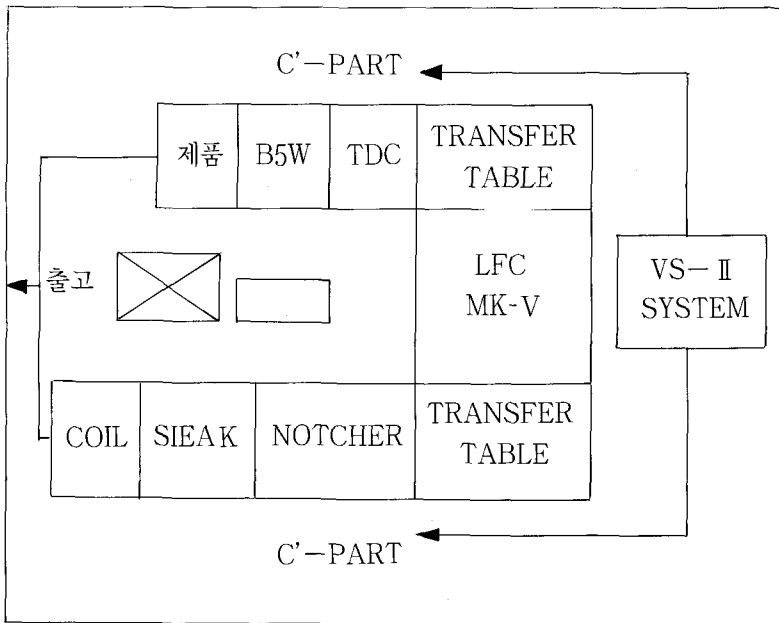 C'-PART
제품
B5W
TDC
TRANSFER
TABLE
출고
LFC
MK-V
VS-Ⅱ
SYSTEM
COIL
SIEAK
NOTCHER
TRANSFER
TABLE
C'-PART